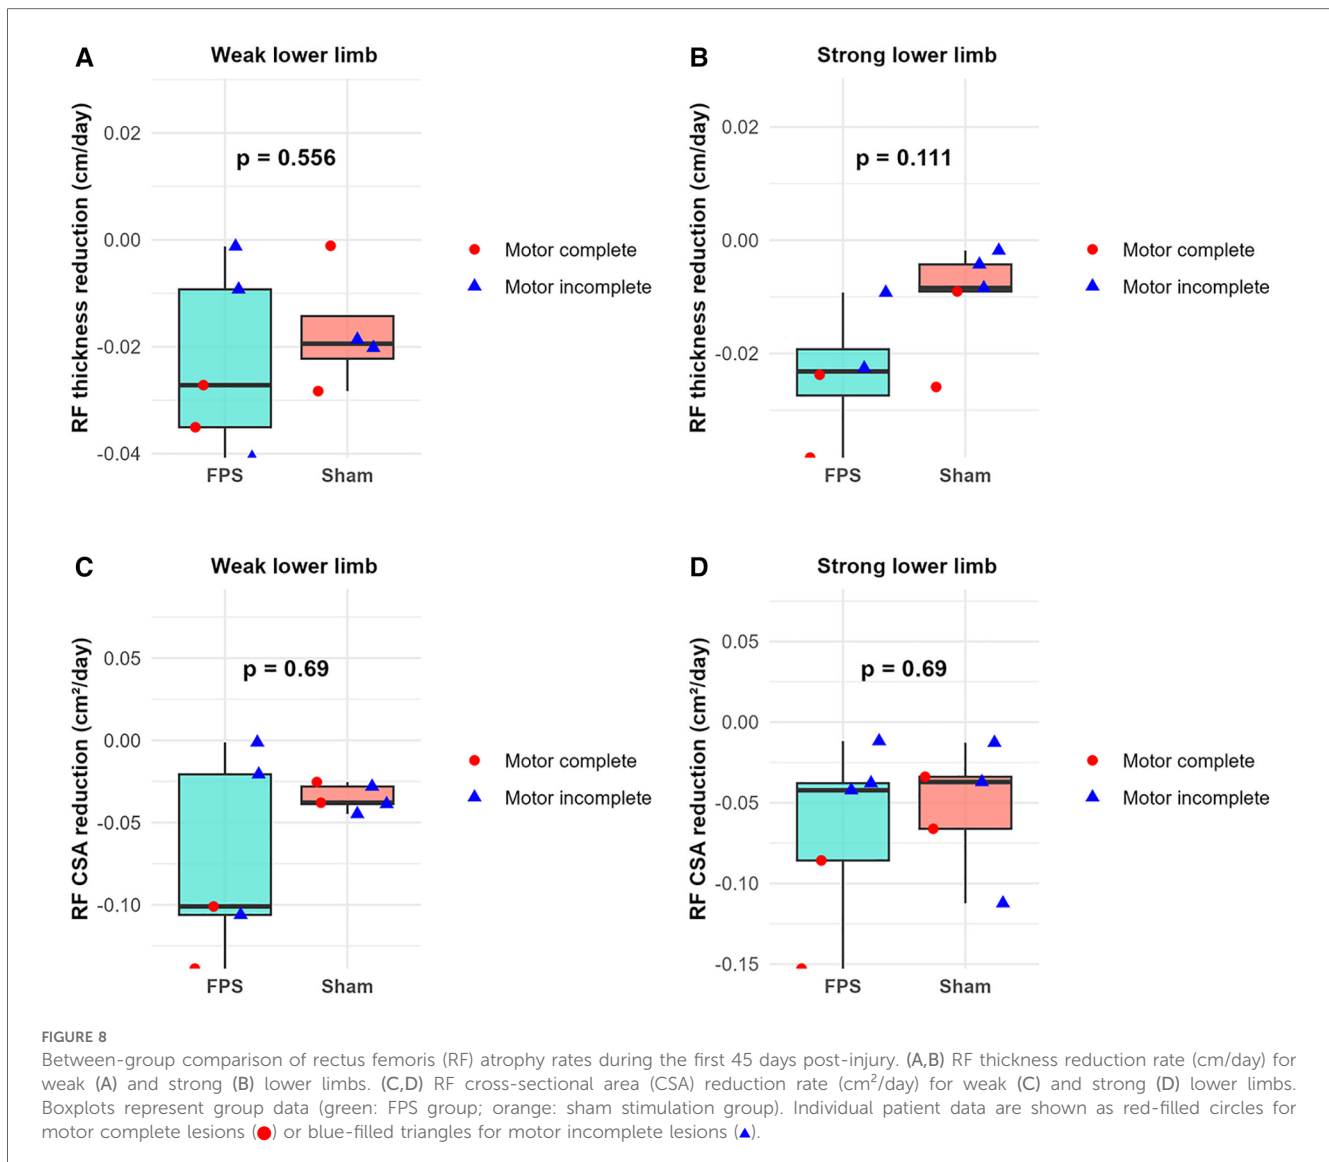 A
Weak lower limb
RF thickness reduction (cm/day)
0.02
0.00
-0.02
-0.04
p = 0.556
FPS
Sham
Motor complete
Motor incomplete
B
Strong lower limb
RF thickness reduction (cm/day)
0.02
0.00
-0.02
p = 0.111
FPS
Sham
Motor complete
Motor incomplete
C
Weak lower limb
RF CSA reduction (cm²/day)
0.05
0.00
-0.05
-0.10
p = 0.69
FPS
Sham
Motor complete
Motor incomplete
D
Strong lower limb
RF CSA reduction (cm²/day)
0.05
0.00
-0.05
-0.10
-0.15
p = 0.69
FPS
Sham
Motor complete
Motor incomplete
FIGURE 8
Between-group comparison of rectus femoris (RF) atrophy rates during the first 45 days post-injury. (A,B) RF thickness reduction rate (cm/day) for
weak (A) and strong (B) lower limbs. (C,D) RF cross-sectional area (CSA) reduction rate (cm²/day) for weak (C) and strong (D) lower limbs.
Boxplots represent group data (green: FPS group; orange: sham stimulation group). Individual patient data are shown as red-filled circles for
motor complete lesions (●) or blue-filled triangles for motor incomplete lesions (▲).